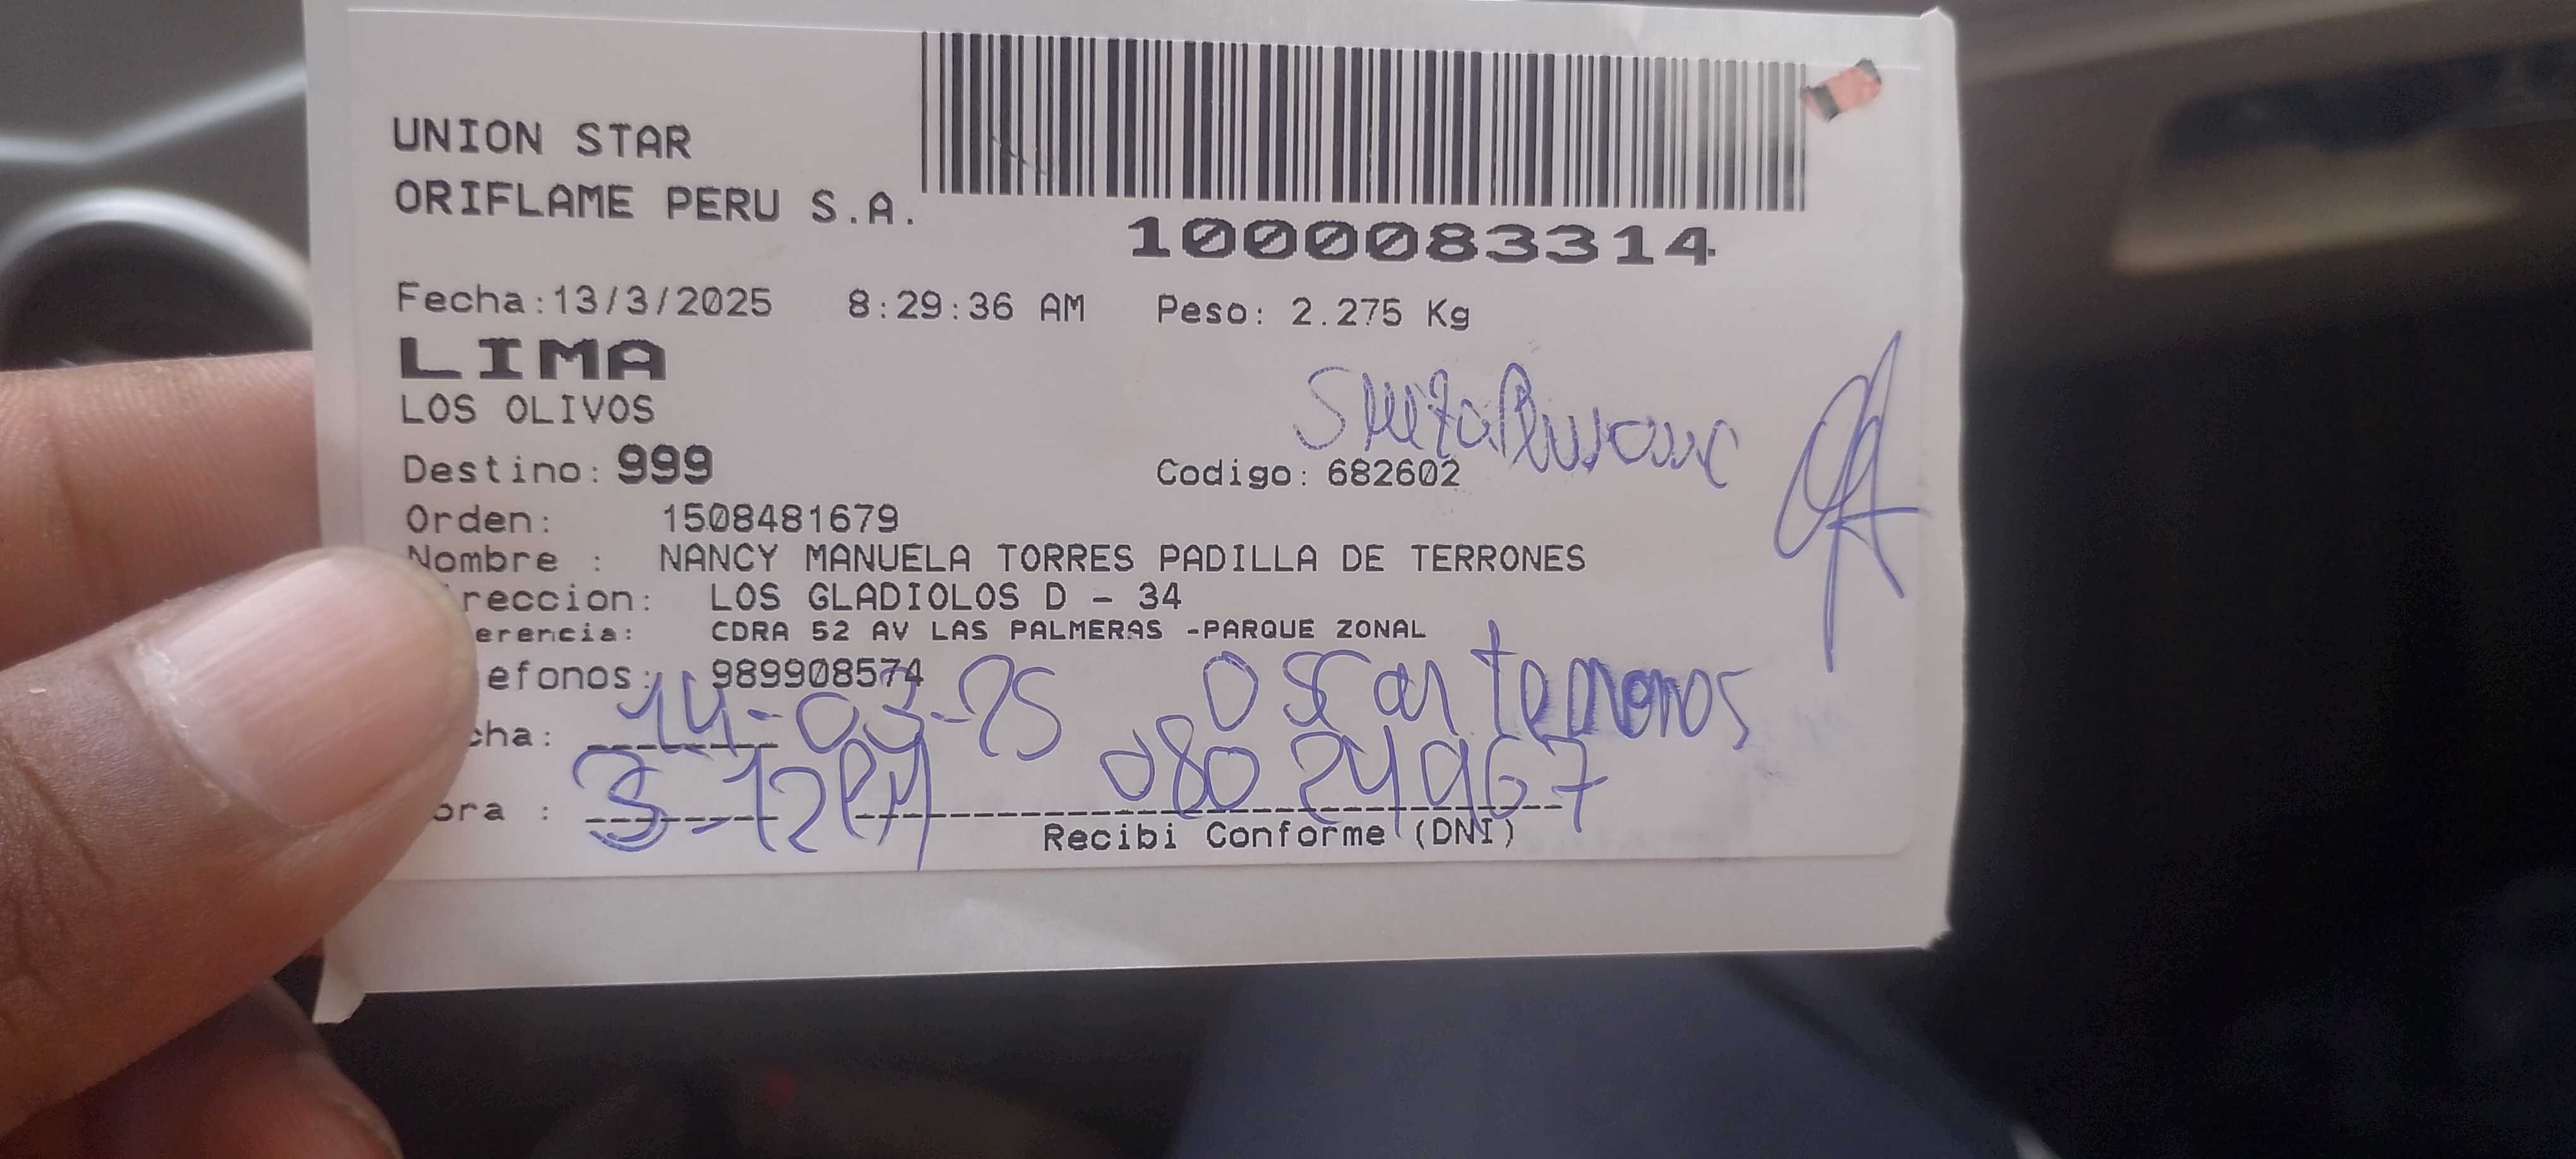 UNION STAR
ORIFLAME PERU S.A.
1000083314
Fecha:13/3/2025 8:29:36 AM Peso: 2.275 Kg
LIMA
LOS OLIVOS
Destino: 999 Codigo: 682602
Orden: 1508481679
Nombre : NANCY MANUELA TORRES PADILLA DE TERRONES
reccion: LOS GLADIOLOS D - 34
erencia: CDRA 52 AV LAS PALMERAS -PARQUE ZONAL
efonos: 989908574
Oscar terrones
cha: 14-03-25
08024967
ora : 3-12PM
Recibi Conforme (DNI)